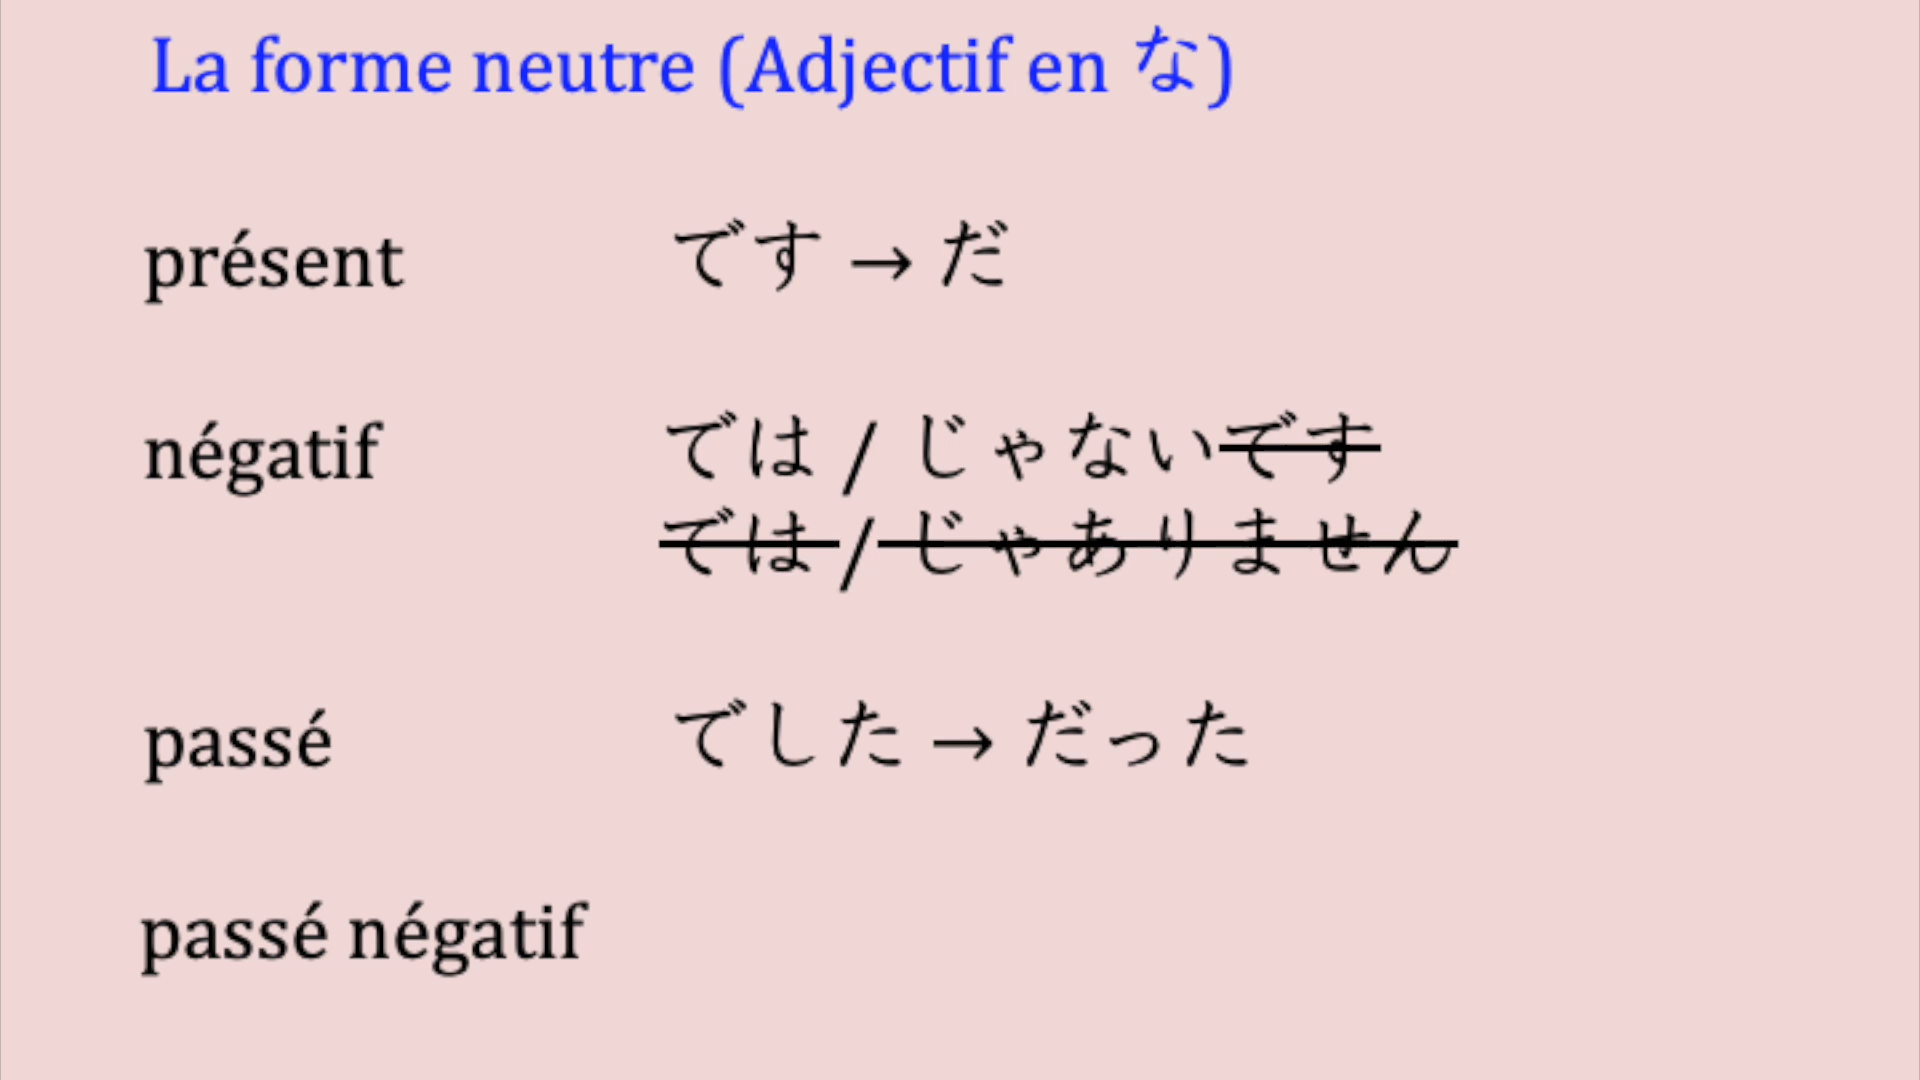 La forme neutre (Adjectif en な)
présent です → だ
négatif では / じゃないです
では / じゃありません
passé でした → だった
passé négatif